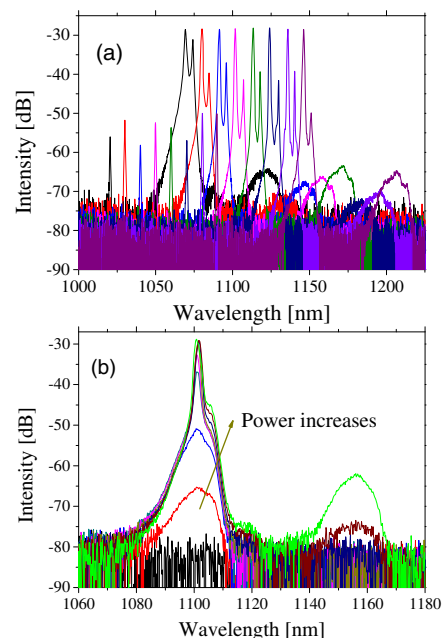 (a)
Intensity [dB]
-30
-40
-50
-60
-70
-80
-90
1000 1050 1100 1150 1200
Wavelength [nm]
(b)
Power increases
Intensity [dB]
-30
-40
-50
-60
-70
-80
-90
1060 1080 1100 1120 1140 1160 1180
Wavelength [nm]